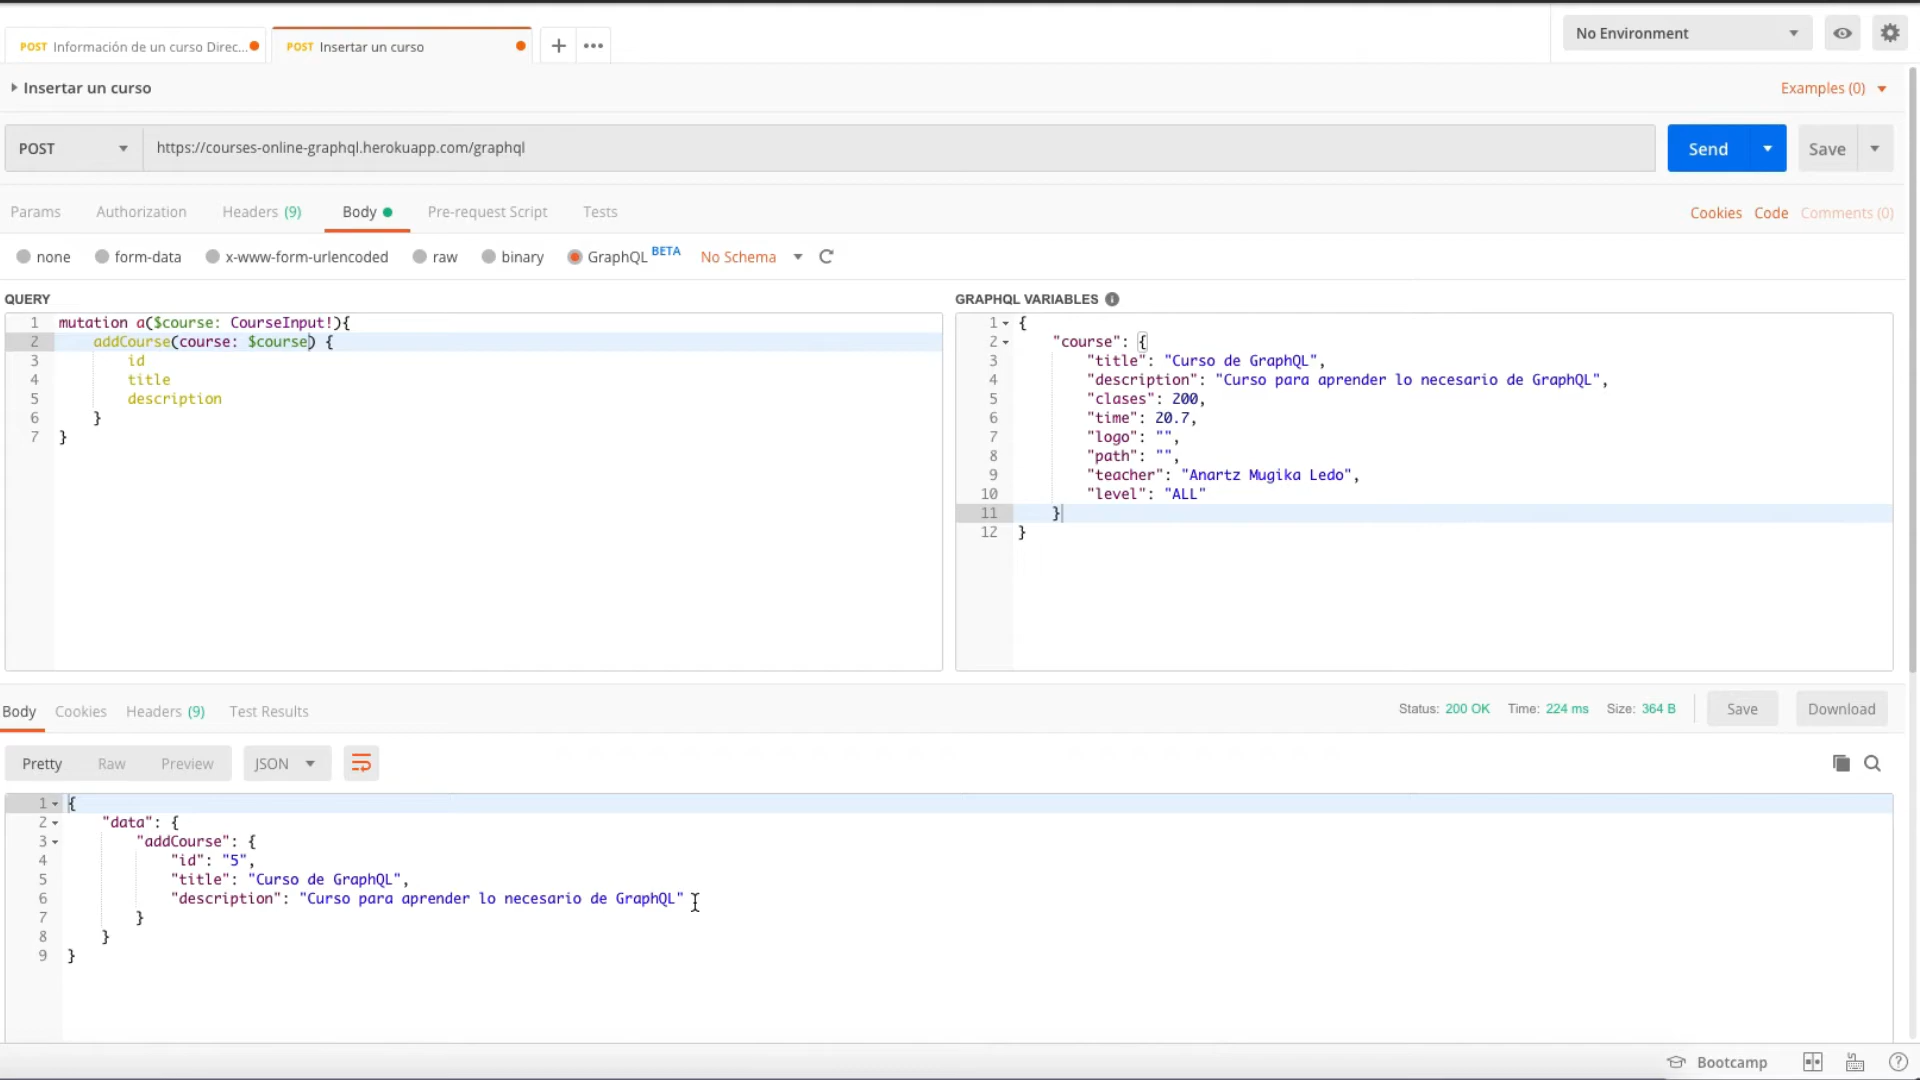 POST Información de un curso Direc...
POST Insertar un curso
No Environment
Insertar un curso
Examples (0)
POST
https://courses-online-graphql.herokuapp.com/graphql
Send
Save
Params
Authorization
Headers (9)
Body
Pre-request Script
Tests
Cookies
Code
Comments (0)
none
form-data
x-www-form-urlencoded
raw
binary
GraphQL BETA
No Schema
QUERY
1 mutation a($course: CourseInput!){
2 addCourse(course: $course) {
3 id
4 title
5 description
6 }
7 }
GRAPHQL VARIABLES
1 {
2 "course": {
3 "title": "Curso de GraphQL",
4 "description": "Curso para aprender lo necesario de GraphQL",
5 "clases": 200,
6 "time": 20.7,
7 "logo": "",
8 "path": "",
9 "teacher": "Anartz Mugika Ledo",
10 "level": "ALL"
11 }
12 }
Body
Cookies
Headers (9)
Test Results
Status: 200 OK
Time: 224 ms
Size: 364 B
Save
Download
Pretty
Raw
Preview
JSON
1 {
2 "data": {
3 "addCourse": {
4 "id": "5",
5 "title": "Curso de GraphQL",
6 "description": "Curso para aprender lo necesario de GraphQL"
7 }
8 }
9 }
Bootcamp